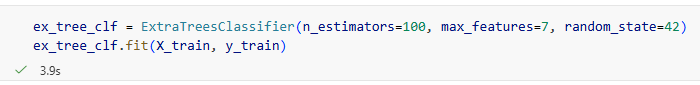 ex_tree_clf = ExtraTreesClassifier(n_estimators=100, max_features=7, random_state=42)
ex_tree_clf.fit(X_train, y_train)
3.9s